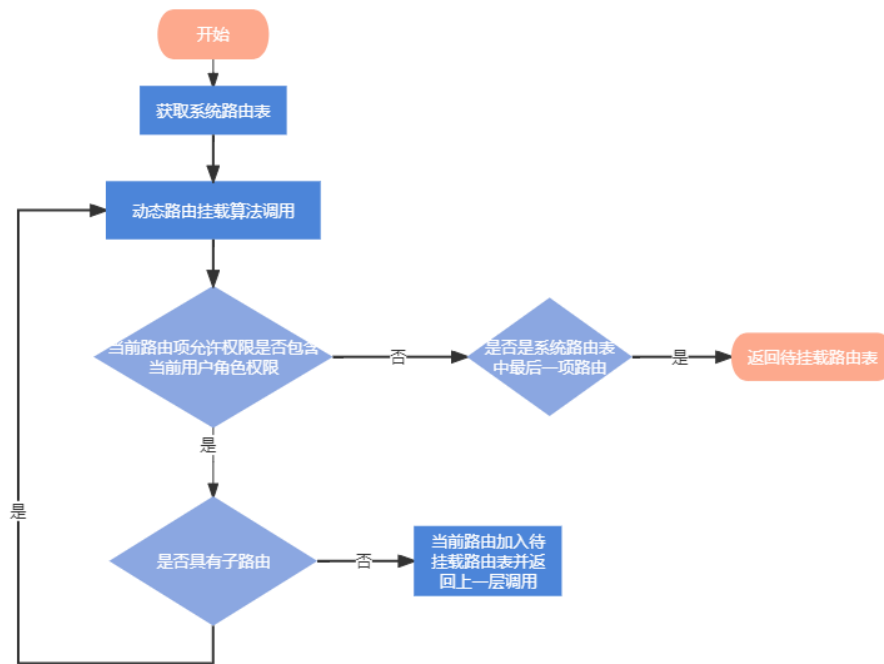 开始
获取系统路由表
动态路由挂载算法调用
当前路由项允许权限是否包含
当前用户角色权限
否
是否是系统路由表
中最后一项路由
是
返回待挂载路由表
是
是
是否具有子路由
否
当前路由加入待
挂载路由表并返
回上一层调用